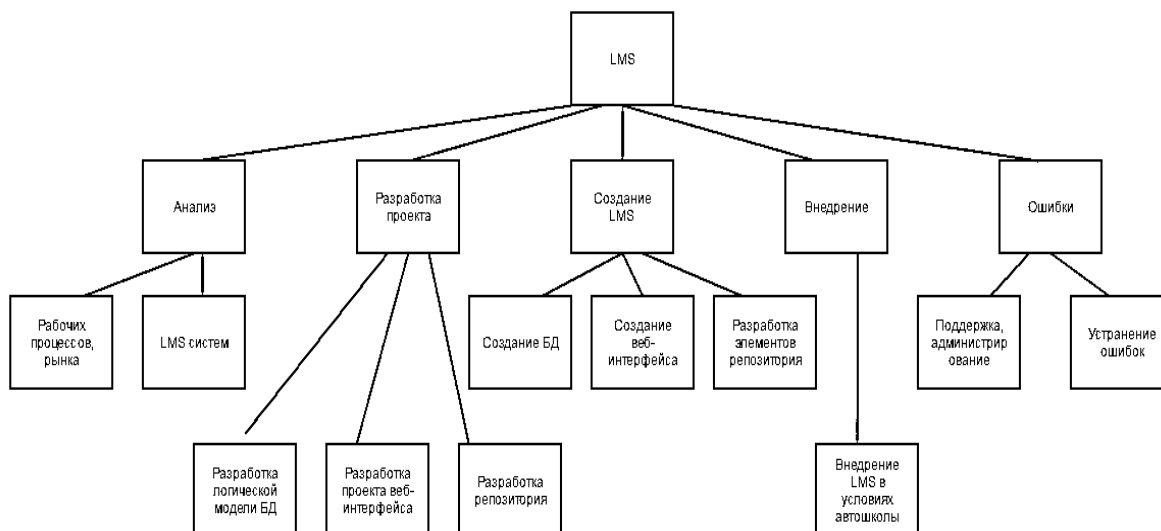 LMS
Анализ
Разработка
проекта
Создание
LMS
Внедрение
Ошибки
Рабочих
процессов,
рынка
LMS систем
Создание БД
Создание
веб-
интерфейса
Разработка
элементов
репозитория
Поддержка,
администрир
ование
Устранение
ошибок
Разработка
логической
модели БД
Разработка
проекта веб-
интерфейса
Разработка
репозитория
Внедрение
LMS в
условиях
автошколы